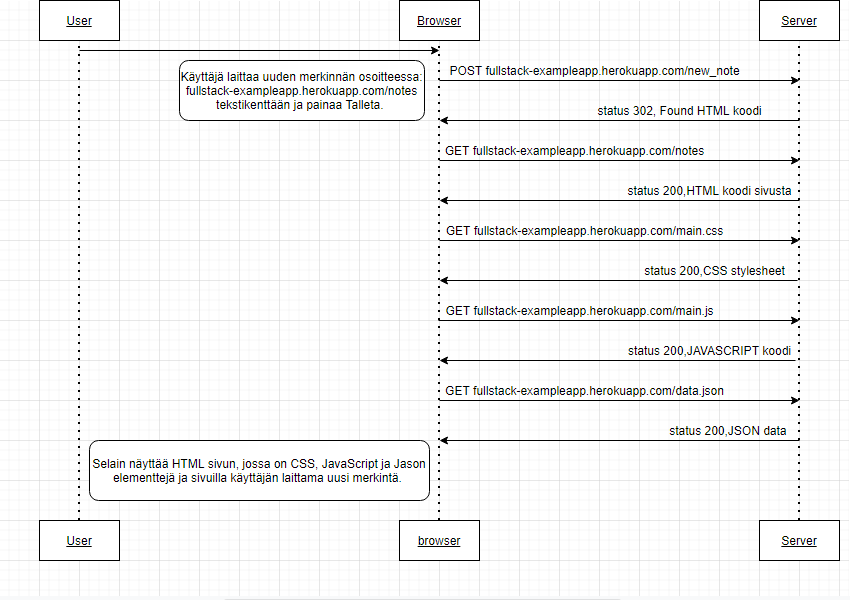 User
Browser
Server
Käyttäjä laittaa uuden merkinnän osoitteessa:
fullstack-exampleapp.herokuapp.com/notes
tekstikenttään ja painaa Talleta.
POST fullstack-exampleapp.herokuapp.com/new_note
status 302, Found HTML koodi
GET fullstack-exampleapp.herokuapp.com/notes
status 200,HTML koodi sivusta
GET fullstack-exampleapp.herokuapp.com/main.css
status 200,CSS stylesheet
GET fullstack-exampleapp.herokuapp.com/main.js
status 200,JAVASCRIPT koodi
GET fullstack-exampleapp.herokuapp.com/data.json
status 200,JSON data
Selain näyttää HTML sivun, jossa on CSS, JavaScript ja Jason
elementtejä ja sivuilla käyttäjän laittama uusi merkintä.
User
browser
Server